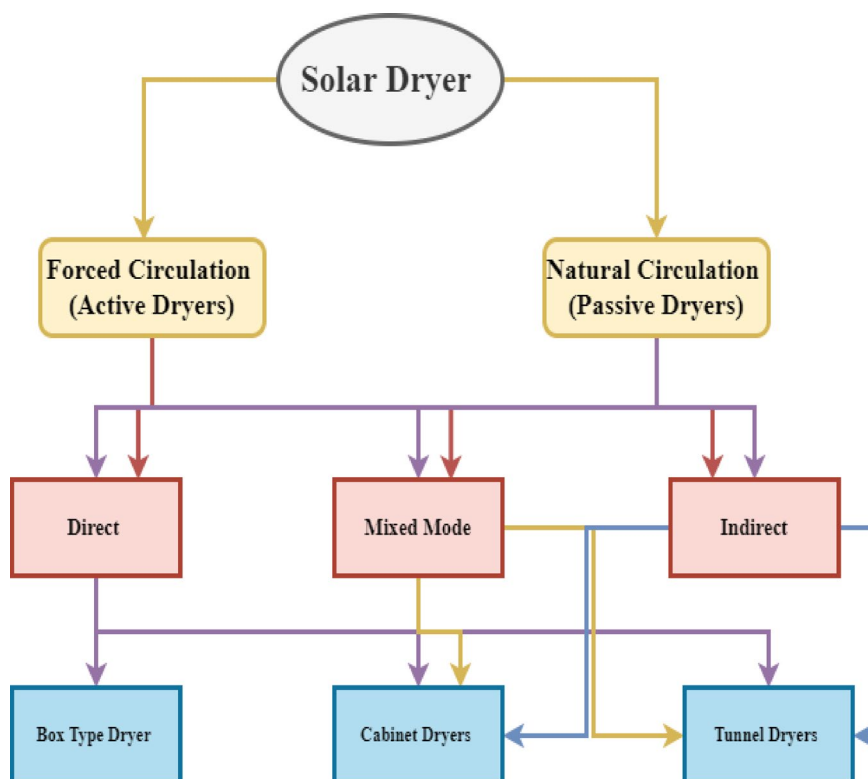 Solar Dryer
Forced Circulation
(Active Dryers)
Natural Circulation
(Passive Dryers)
Direct
Mixed Mode
Indirect
Box Type Dryer
Cabinet Dryers
Tunnel Dryers